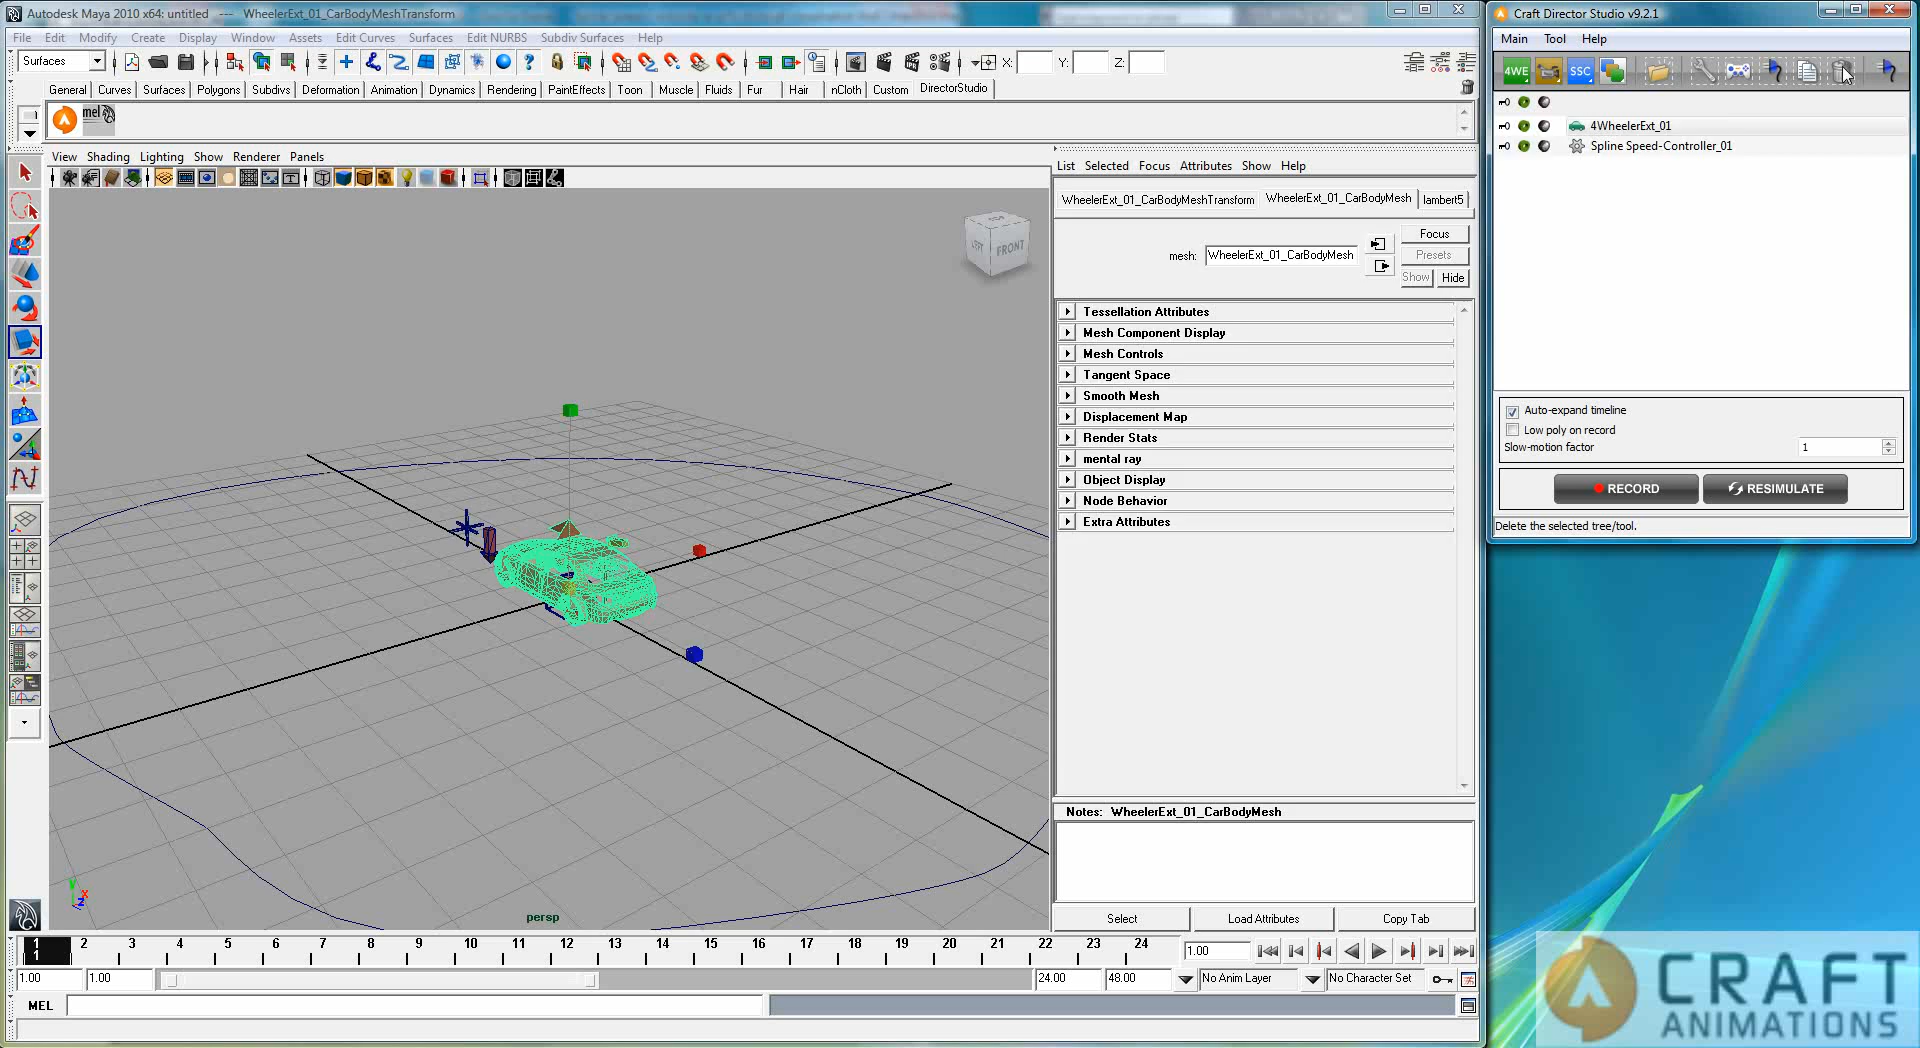 Autodesk Maya 2010 x64: untitled --- WheelerExt_01_CarBodyMeshTransform
File Edit Modify Create Display Window Assets Edit Curves Surfaces Edit NURBS Subdiv Surfaces Help
Surfaces
X: Y: Z:
General Curves Surfaces Polygons Subdivs Deformation Animation Dynamics Rendering PaintEffects Toon Muscle Fluids Fur Hair nCloth Custom DirectorStudio
mel
View Shading Lighting Show Renderer Panels
LEFT FRONT
persp
List Selected Focus Attributes Show Help
WheelerExt_01_CarBodyMeshTransform WheelerExt_01_CarBodyMesh lambert5
mesh: WheelerExt_01_CarBodyMesh
Focus
Presets
Show Hide
Tessellation Attributes
Mesh Component Display
Mesh Controls
Tangent Space
Smooth Mesh
Displacement Map
Render Stats
mental ray
Object Display
Node Behavior
Extra Attributes
Notes: WheelerExt_01_CarBodyMesh
Select Load Attributes Copy Tab
1 2 3 4 5 6 7 8 9 10 11 12 13 14 15 16 17 18 19 20 21 22 23 24
1
1.00
1.00 1.00 24.00 48.00 No Anim Layer No Character Set
MEL
Craft Director Studio v9.2.1
Main Tool Help
4WE SSC
4WheelerExt_01
Spline Speed-Controller_01
Auto-expand timeline
Low poly on record
Slow-motion factor 1
RECORD RESIMULATE
Delete the selected tree/tool.
CRAFT
ANIMATIONS